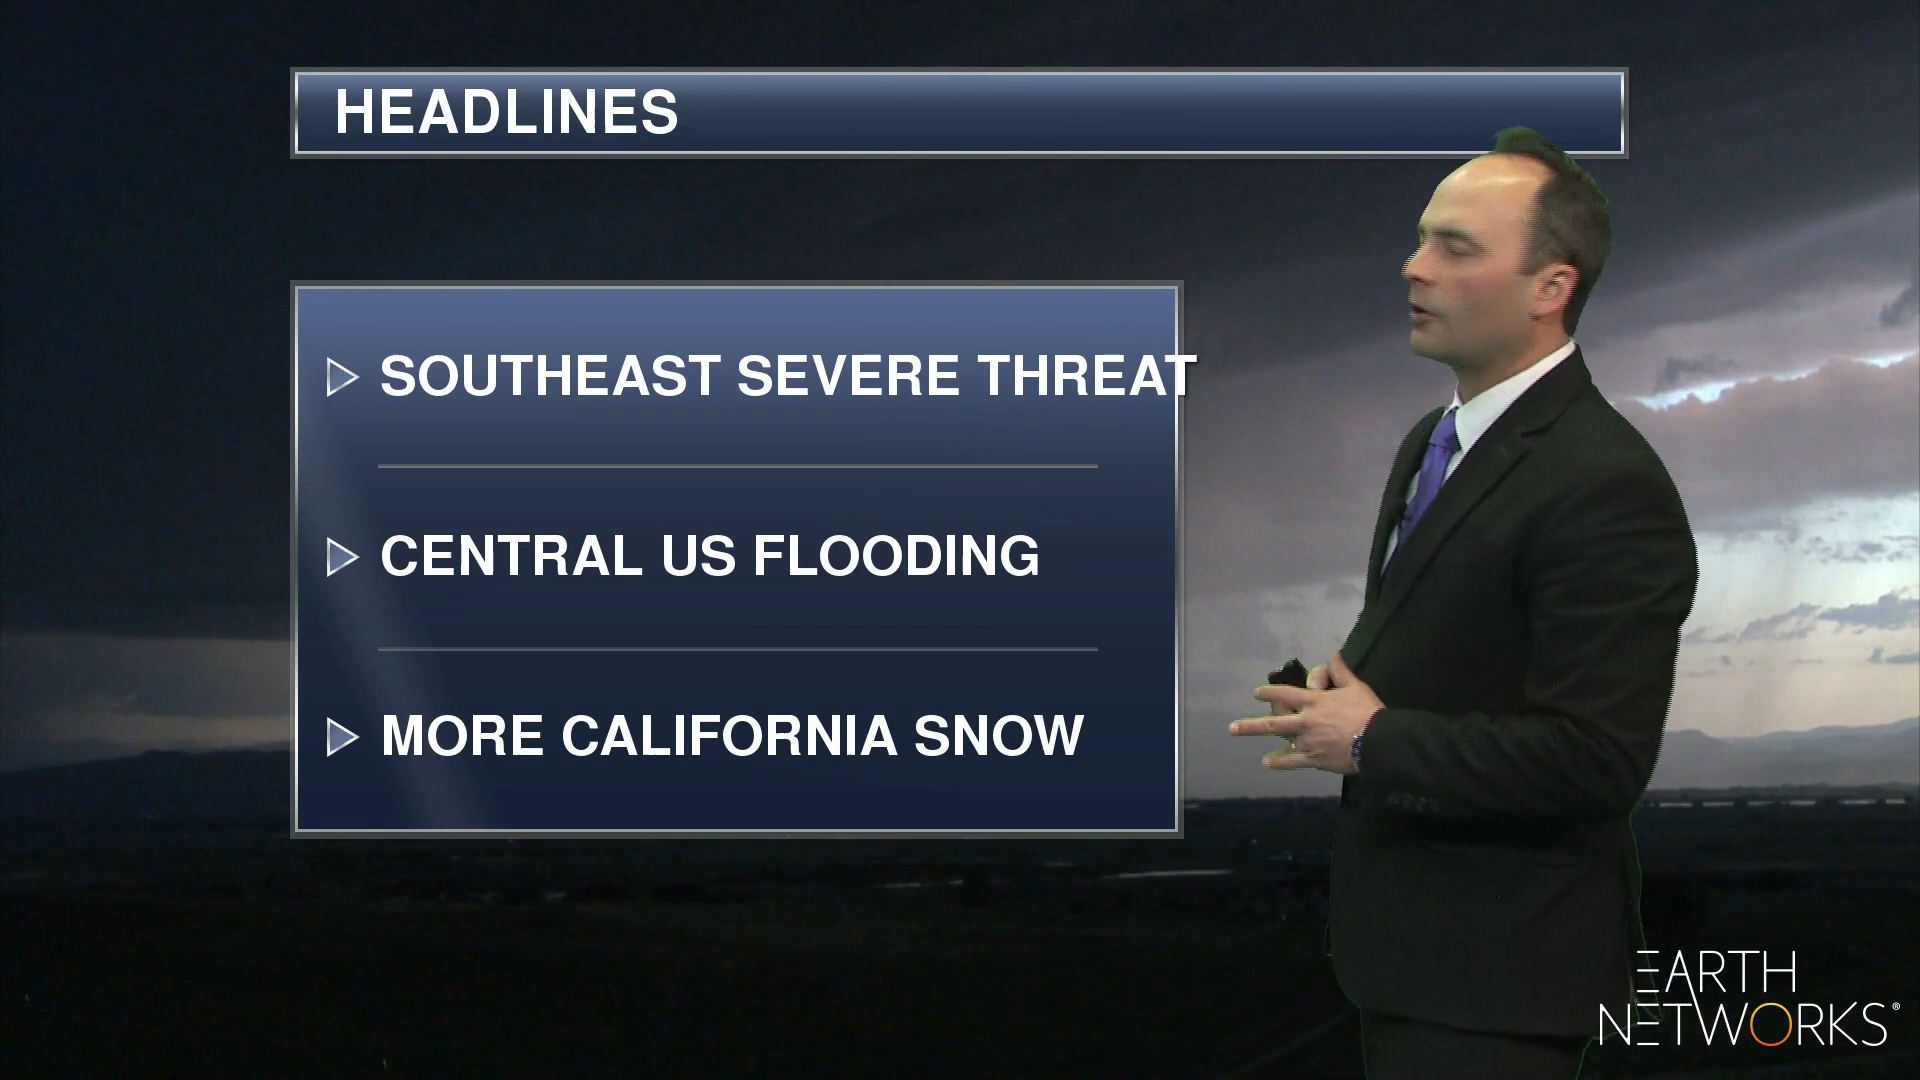 HEADLINES
SOUTHEAST SEVERE THREAT
CENTRAL US FLOODING
MORE CALIFORNIA SNOW
EARTH
NETWORKS®